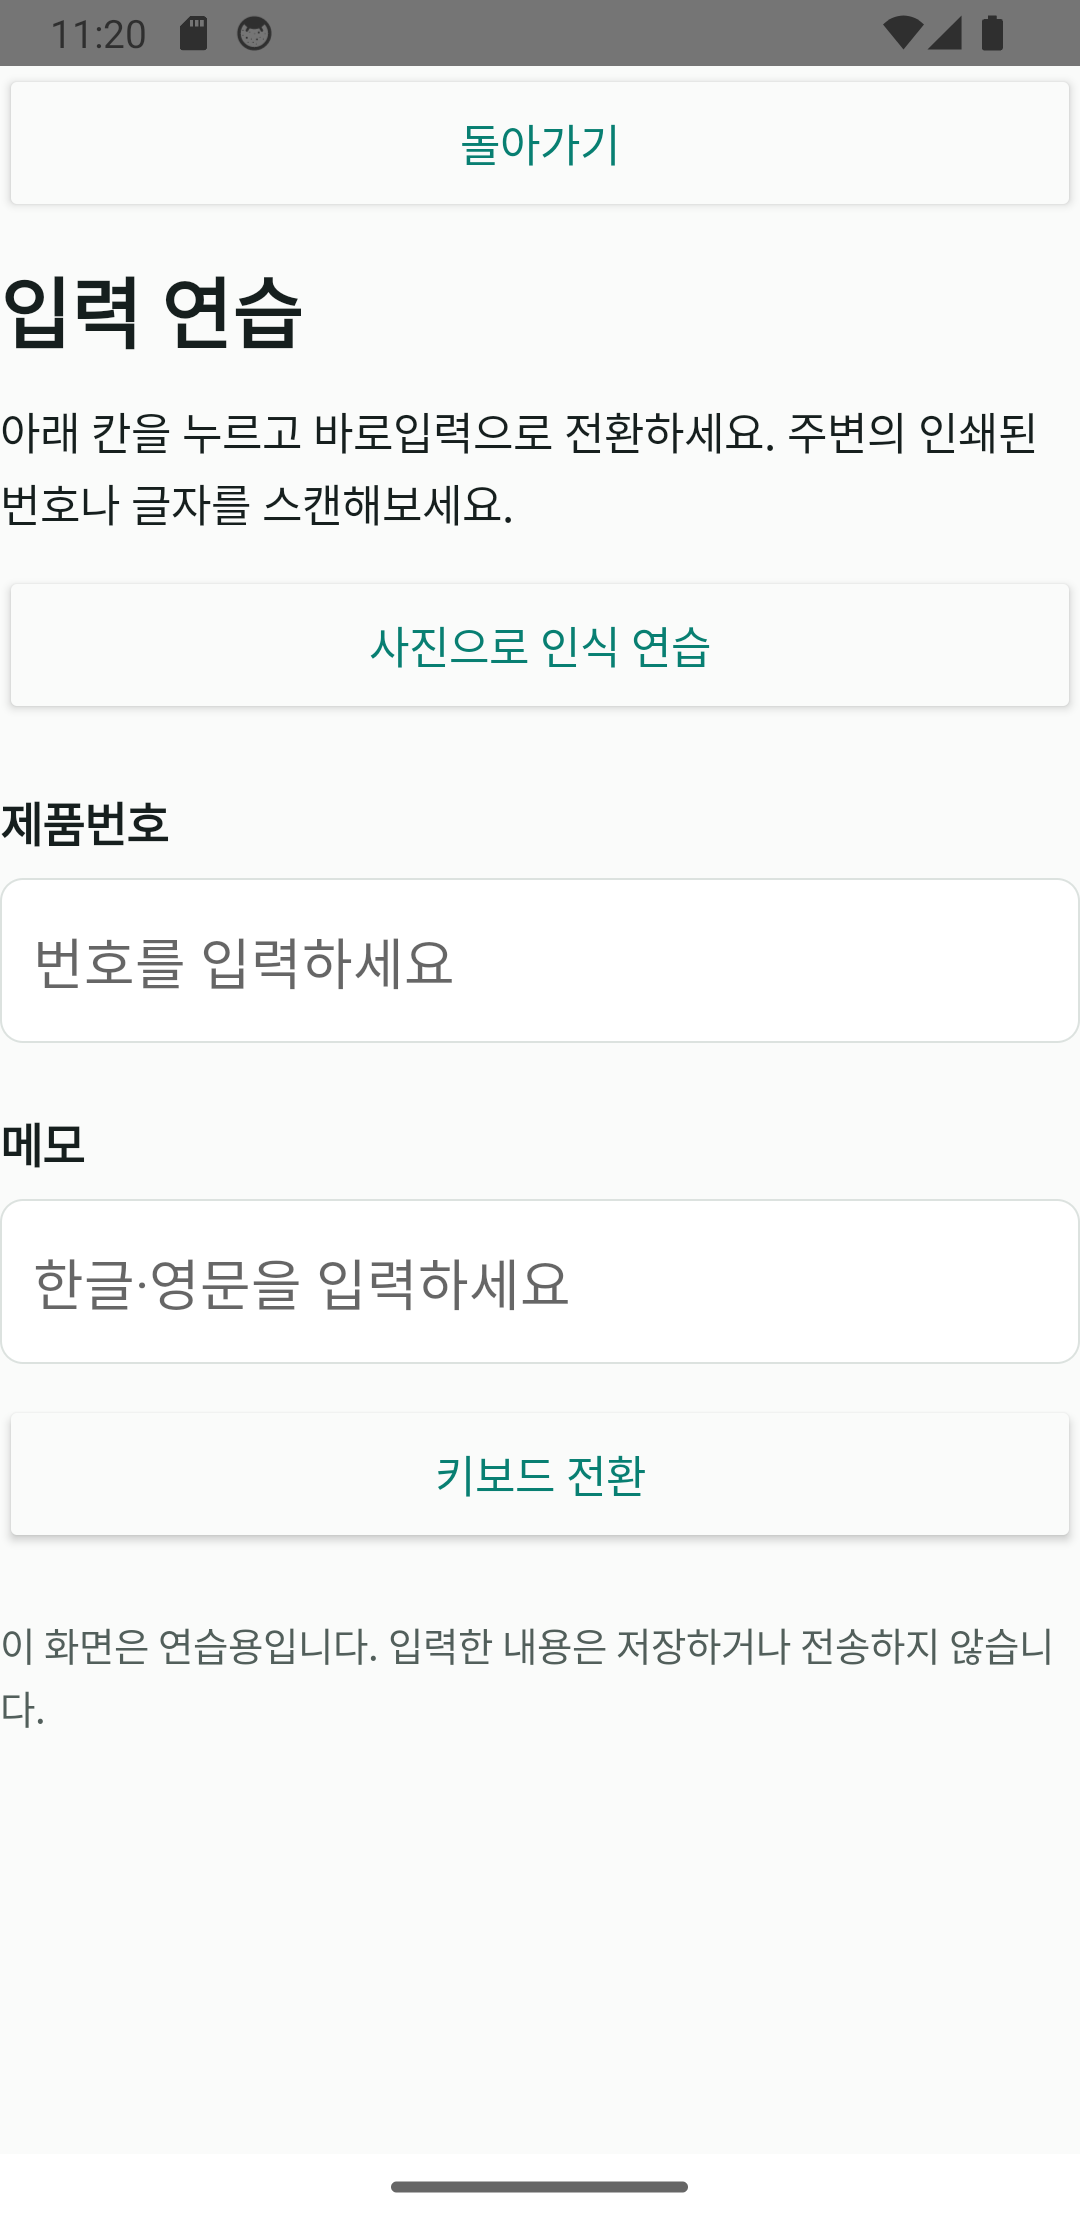 11:20
돌아가기
입력 연습
아래 칸을 누르고 바로입력으로 전환하세요. 주변의 인쇄된
번호나 글자를 스캔해보세요.
사진으로 인식 연습
제품번호
번호를 입력하세요
메모
한글·영문을 입력하세요
키보드 전환
이 화면은 연습용입니다. 입력한 내용은 저장하거나 전송하지 않습니
다.